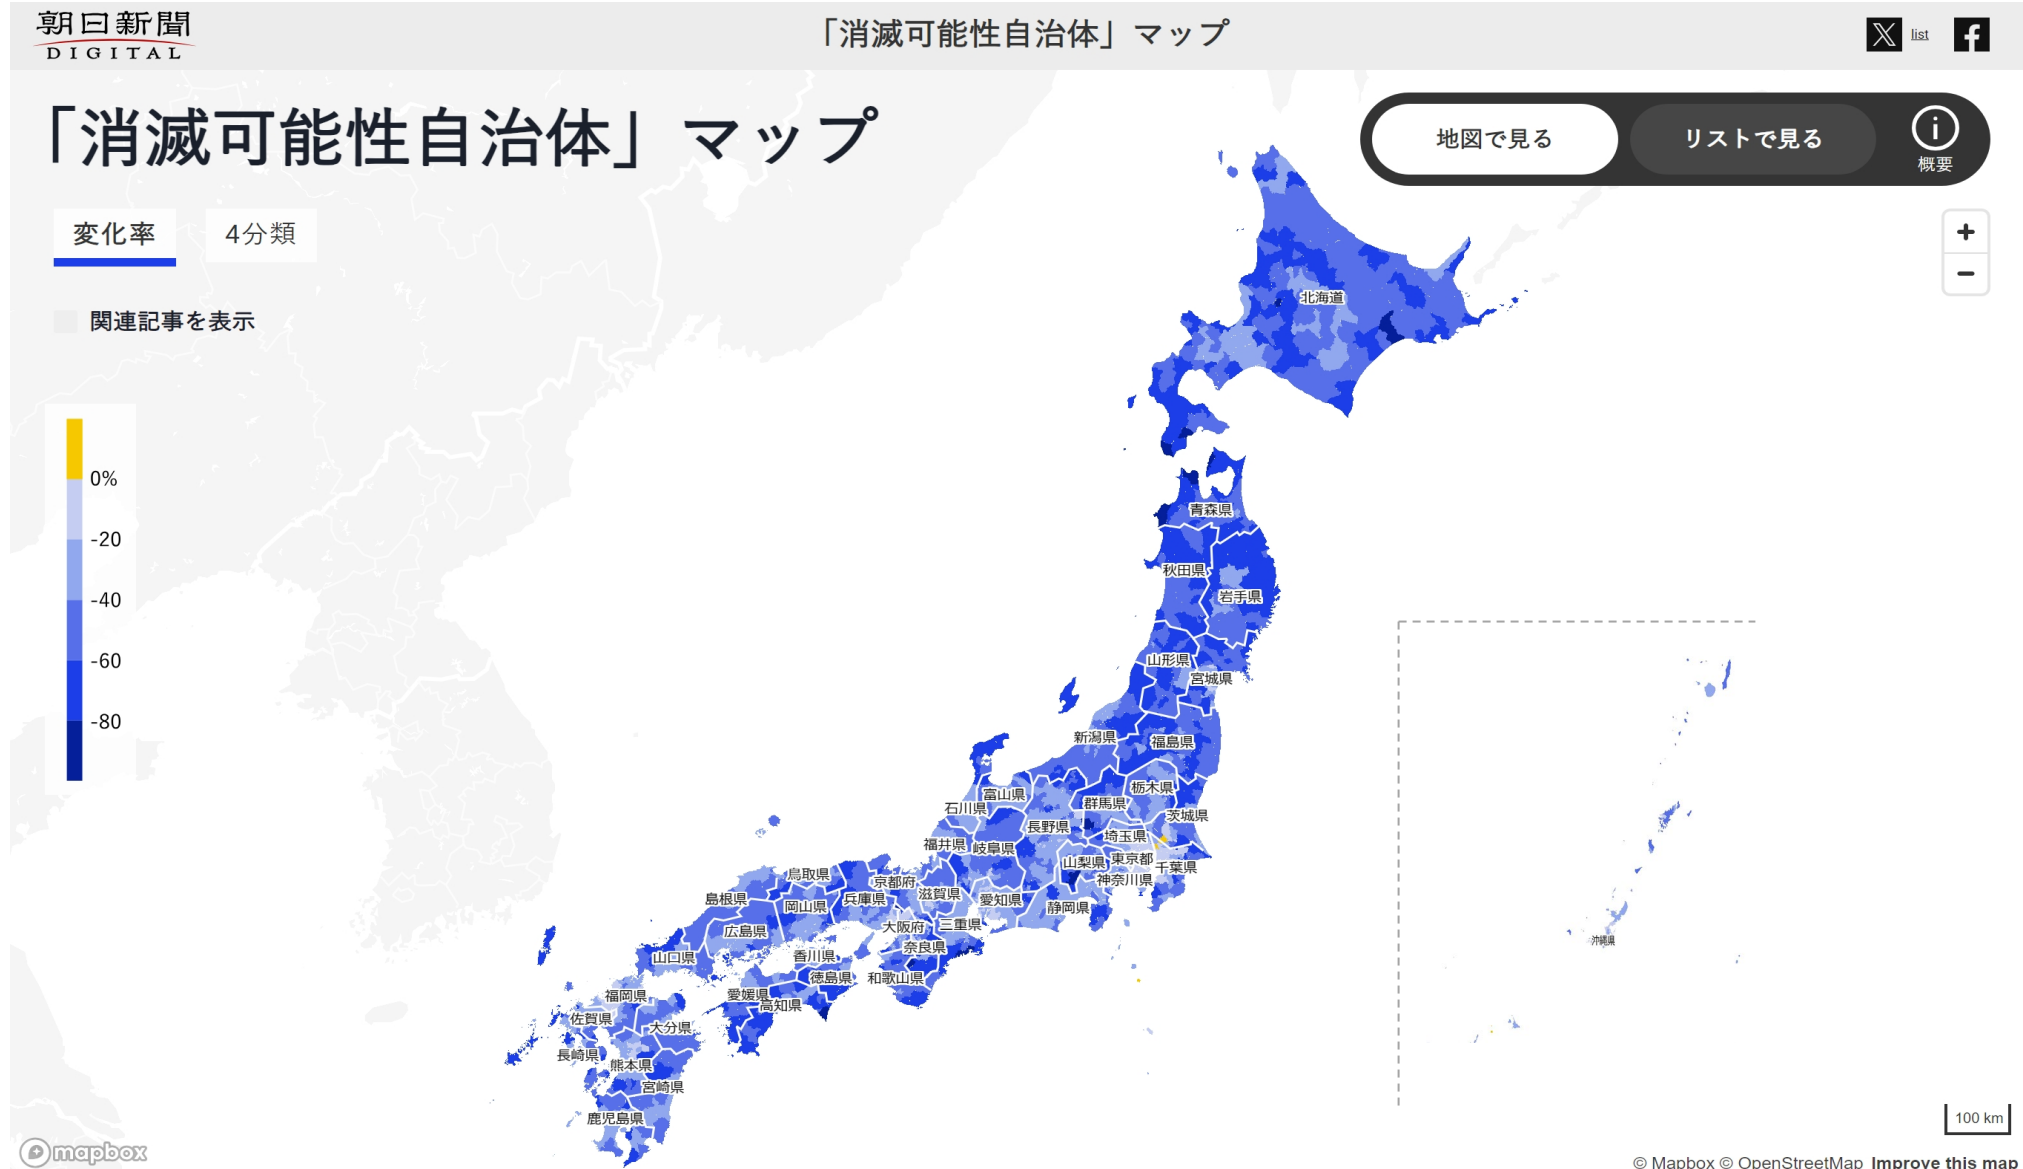 朝日新聞
DIGITAL
「消滅可能性自治体」マップ
list
「消滅可能性自治体」マップ
地図で見る
リストで見る
概要
変化率
4分類
関連記事を表示
+
−
0%
-20
-40
-60
-80
北海道
青森県
秋田県
岩手県
山形県
宮城県
新潟県
福島県
栃木県
富山県
石川県
群馬県
茨城県
長野県
埼玉県
福井県
岐阜県
山梨県
東京都
千葉県
神奈川県
鳥取県
京都府
島根県
岡山県
兵庫県
滋賀県
愛知県
静岡県
広島県
大阪府
三重県
奈良県
山口県
香川県
徳島県
和歌山県
愛媛県
高知県
福岡県
佐賀県
大分県
長崎県
熊本県
宮崎県
鹿児島県
沖縄県
100 km
mapbox
© Mapbox © OpenStreetMap Improve this map